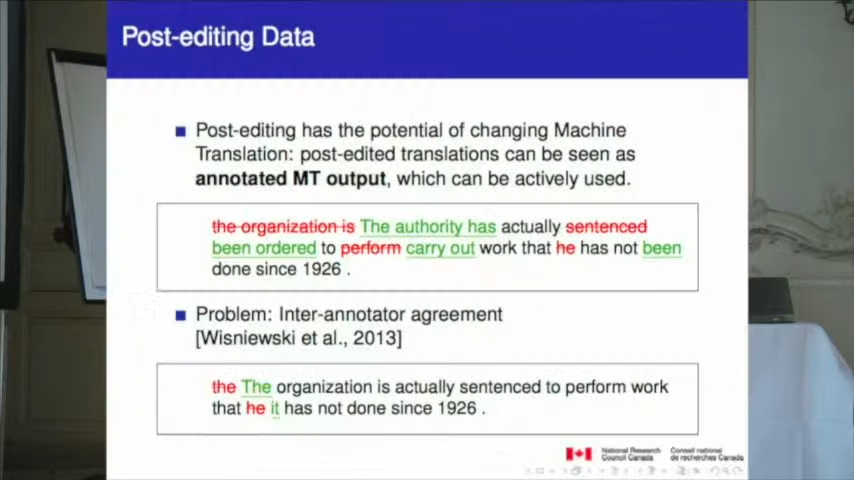 Post-editing Data
Post-editing has the potential of changing Machine
Translation: post-edited translations can be seen as
annotated MT output, which can be actively used.
the organization is The authority has actually sentenced
been ordered to perform carry out work that he has not been
done since 1926 .
Problem: Inter-annotator agreement
[Wisniewski et al., 2013]
the The organization is actually sentenced to perform work
that he it has not done since 1926 .
National Research Conseil national
Council Canada de recherches Canada